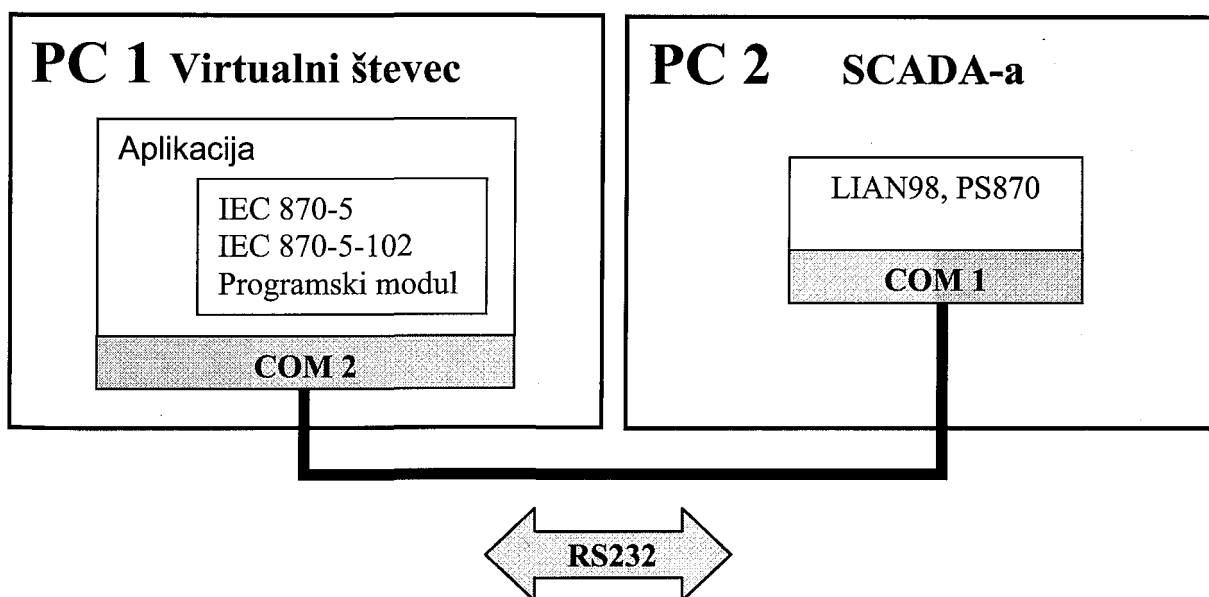 PC 1 Virtualni števec
Aplikacija
IEC 870-5
IEC 870-5-102
Programski modul
COM 2
PC 2 SCADA-a
LIAN98, PS870
COM 1
RS232